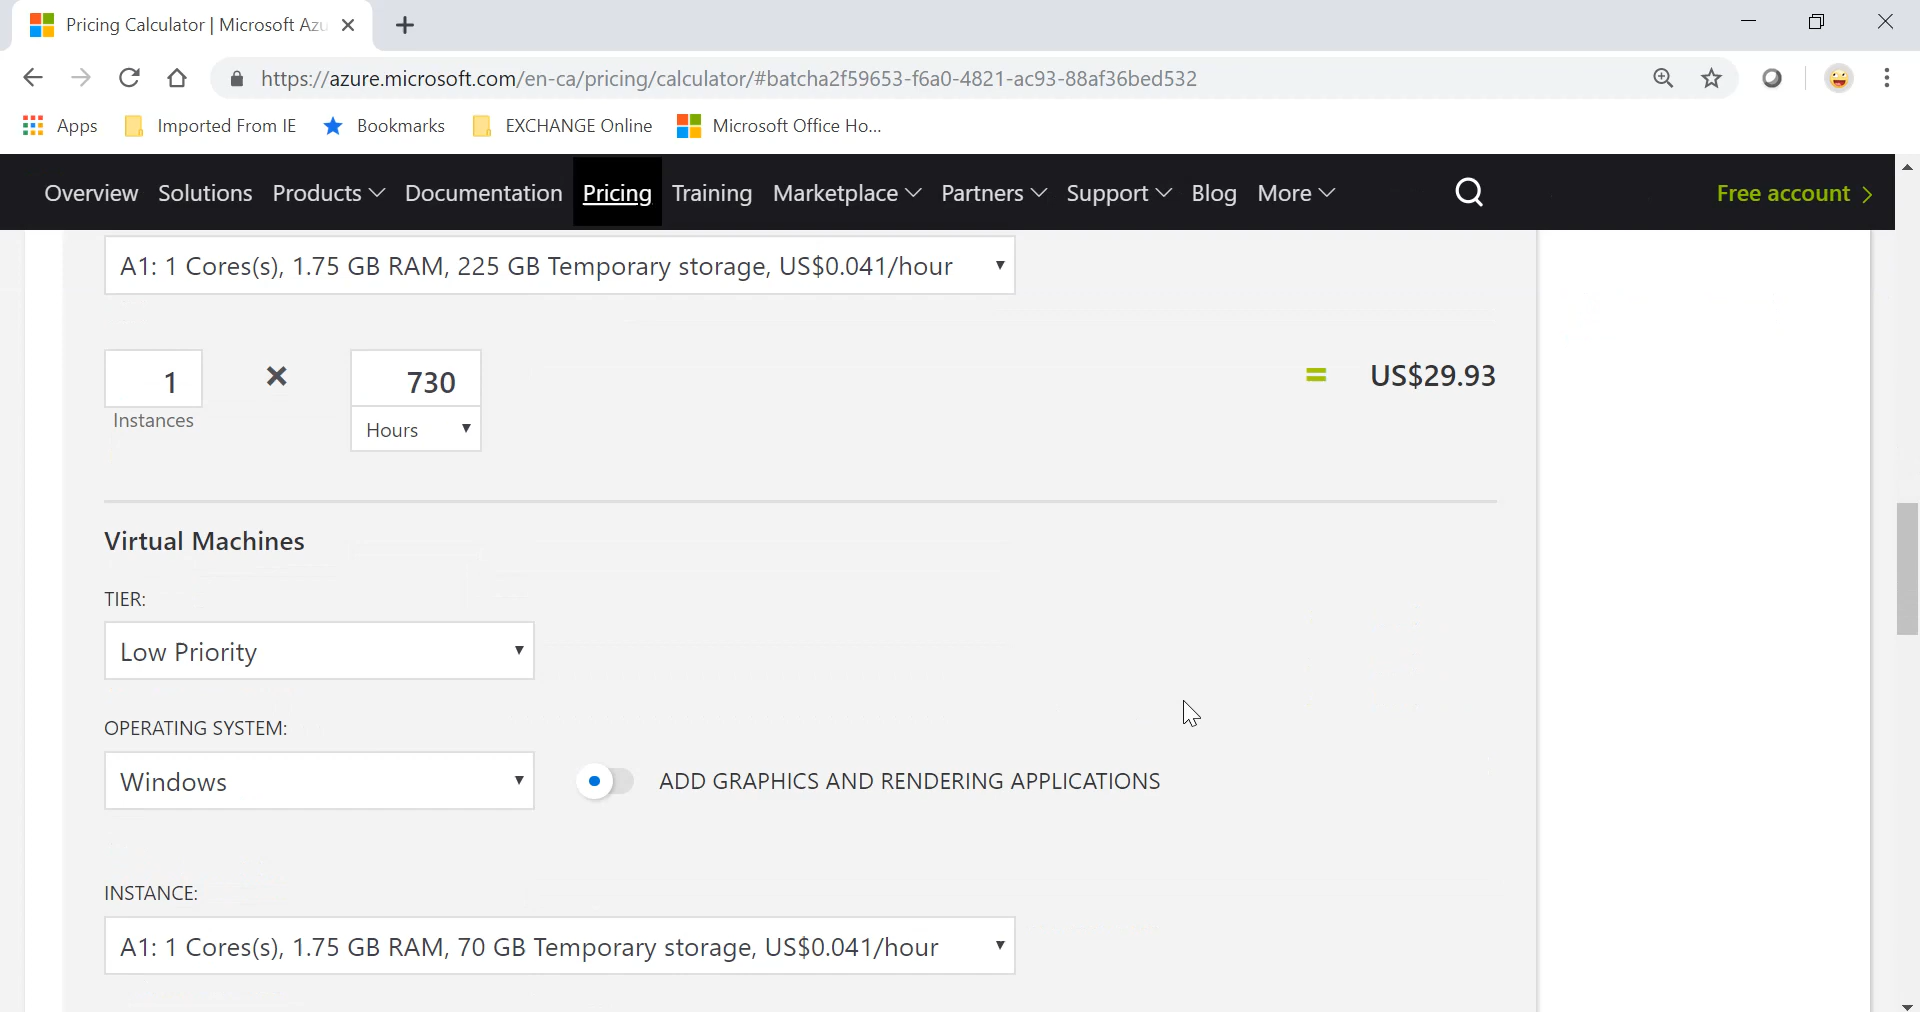 Pricing Calculator | Microsoft Azu
https://azure.microsoft.com/en-ca/pricing/calculator/#batcha2f59653-f6a0-4821-ac93-88af36bed532
Apps Imported From IE Bookmarks EXCHANGE Online Microsoft Office Ho...
Overview Solutions Products Documentation Pricing Training Marketplace Partners Support Blog More Free account
A1: 1 Cores(s), 1.75 GB RAM, 225 GB Temporary storage, US$0.041/hour
1 × 730 = US$29.93
Instances Hours
Virtual Machines
TIER:
Low Priority
OPERATING SYSTEM:
Windows ADD GRAPHICS AND RENDERING APPLICATIONS
INSTANCE:
A1: 1 Cores(s), 1.75 GB RAM, 70 GB Temporary storage, US$0.041/hour